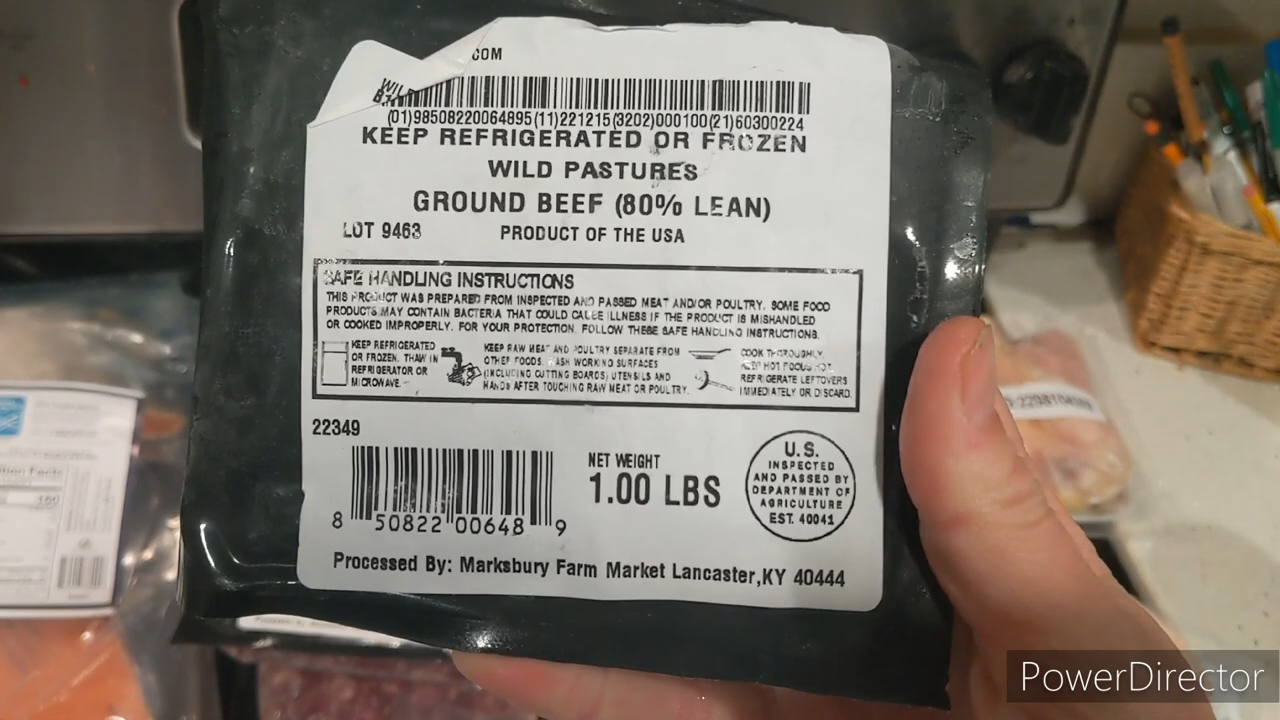 .COM
(01)98508220064895(11)221215(3202)000100(21)60300224
KEEP REFRIGERATED OR FROZEN
WILD PASTURES
GROUND BEEF (80% LEAN)
LOT 9463
PRODUCT OF THE USA
SAFE HANDLING INSTRUCTIONS
THIS PRODUCT WAS PREPARED FROM INSPECTED AND PASSED MEAT AND/OR POULTRY. SOME FOOD
PRODUCTS MAY CONTAIN BACTERIA THAT COULD CAUSE ILLNESS IF THE PRODUCT IS MISHANDLED
OR COOKED IMPROPERLY. FOR YOUR PROTECTION, FOLLOW THESE SAFE HANDLING INSTRUCTIONS.
KEEP REFRIGERATED
OR FROZEN. THAW IN
REFRIGERATOR OR
MICROWAVE.
KEEP RAW MEAT AND POULTRY SEPARATE FROM
OTHER FOODS. WASH WORKING SURFACES
(INCLUDING CUTTING BOARDS) UTENSILS AND
HANDS AFTER TOUCHING RAW MEAT OR POULTRY.
COOK THOROUGHLY.
KEEP HOT FOODS HOT.
REFRIGERATE LEFTOVERS
IMMEDIATELY OR DISCARD.
22349
8 50822 00648 9
NET WEIGHT
1.00 LBS
U.S.
INSPECTED
AND PASSED BY
DEPARTMENT OF
AGRICULTURE
EST. 40041
Processed By: Marksbury Farm Market Lancaster,KY 40444
PowerDirector